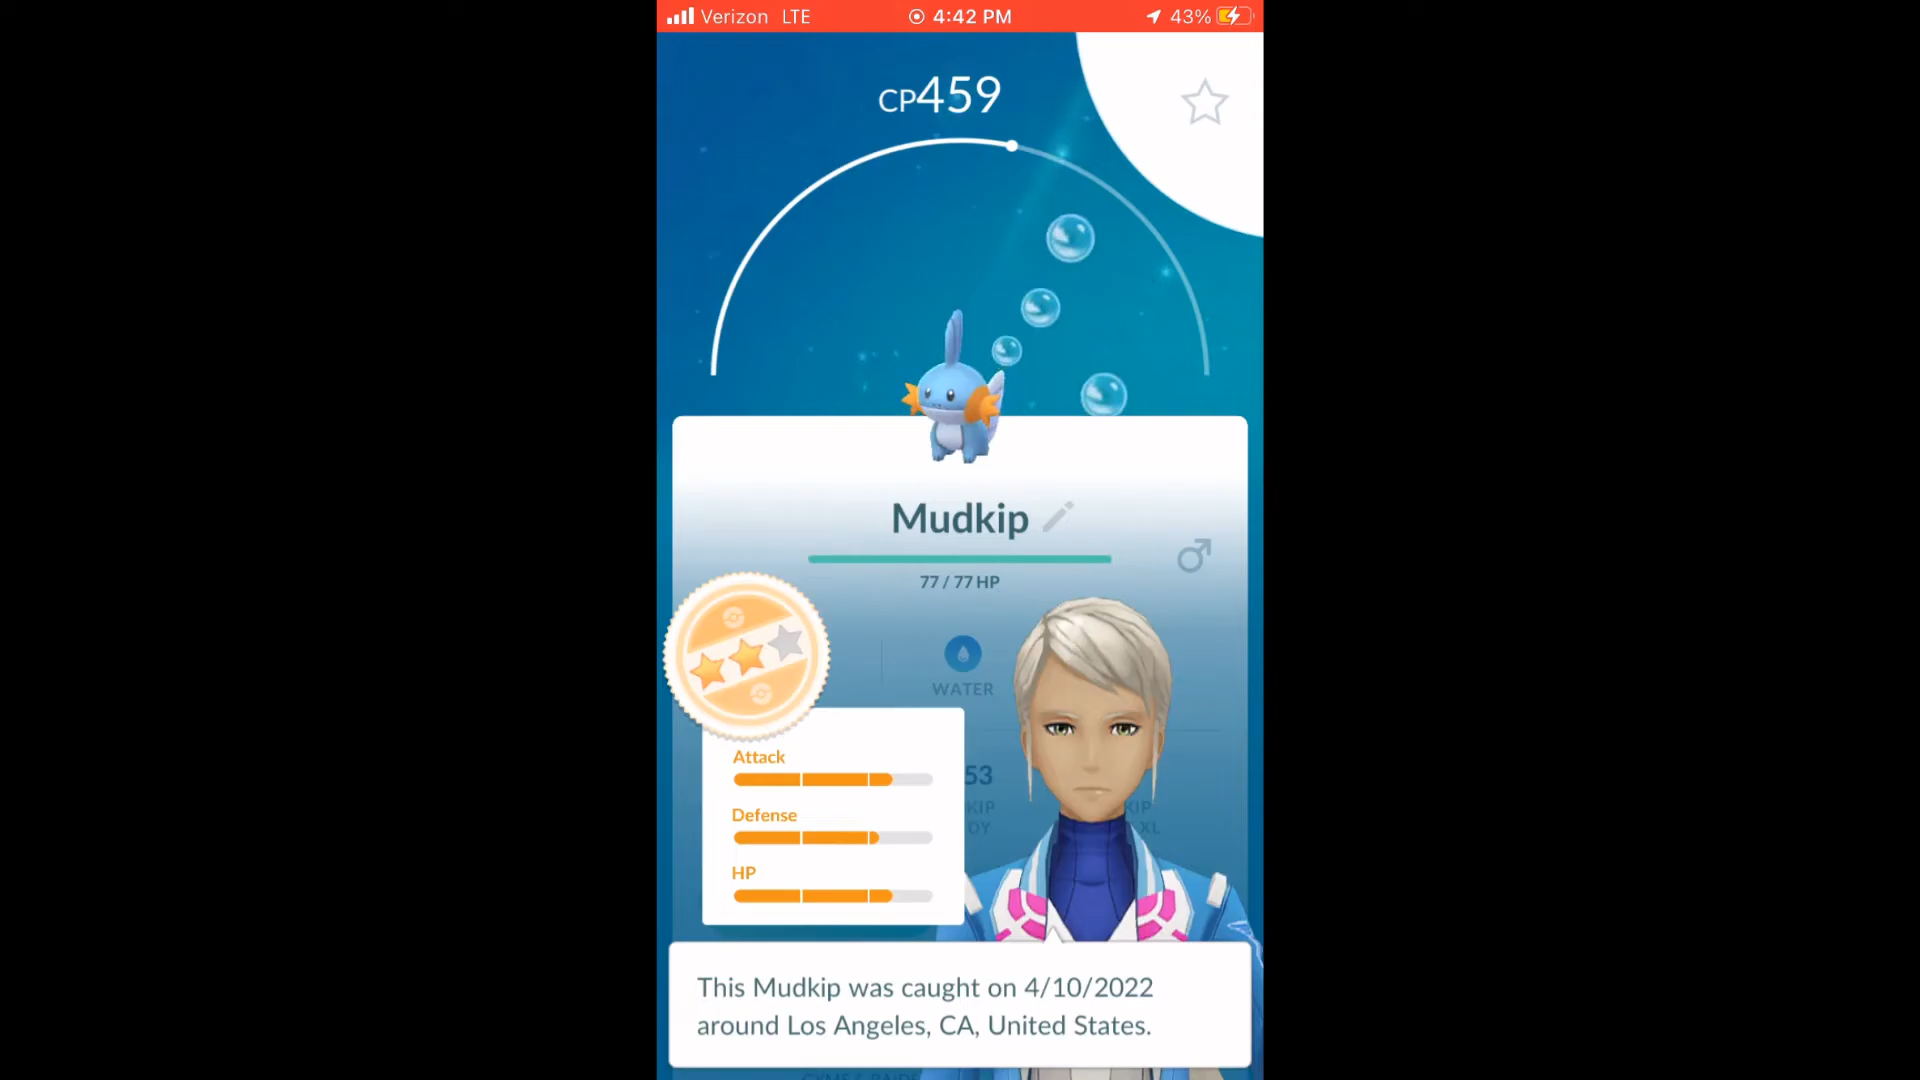 Verizon LTE 4:42 PM 43%
CP459
Mudkip
77 / 77 HP
WATER
Attack
53
Defense
HP
This Mudkip was caught on 4/10/2022
around Los Angeles, CA, United States.